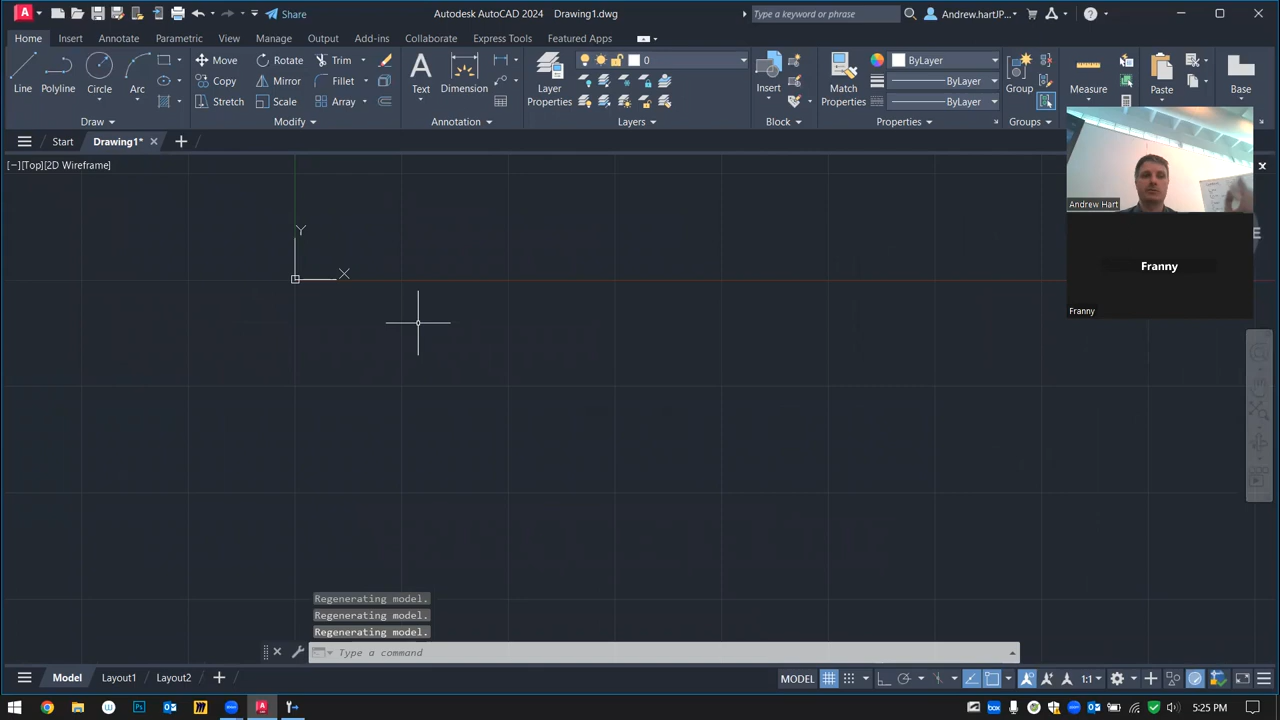 Share
Autodesk AutoCAD 2024 Drawing1.dwg
Type a keyword or phrase
Andrew.hartJP...
Home Insert Annotate Parametric View Manage Output Add-ins Collaborate Express Tools Featured Apps
Line Polyline Circle Arc
Move Rotate Trim
Copy Mirror Fillet
Stretch Scale Array
Text Dimension
Layer Properties
0
Insert
Match Properties
ByLayer
ByLayer
ByLayer
Group
Measure
Paste
Base
Draw Modify Annotation Layers Block Properties Groups
Start Drawing1*
[−][Top][2D Wireframe]
Y
X
Andrew Hart
Franny
Franny
Regenerating model.
Regenerating model.
Regenerating model.
Type a command
Model Layout1 Layout2
MODEL
1:1
5:25 PM